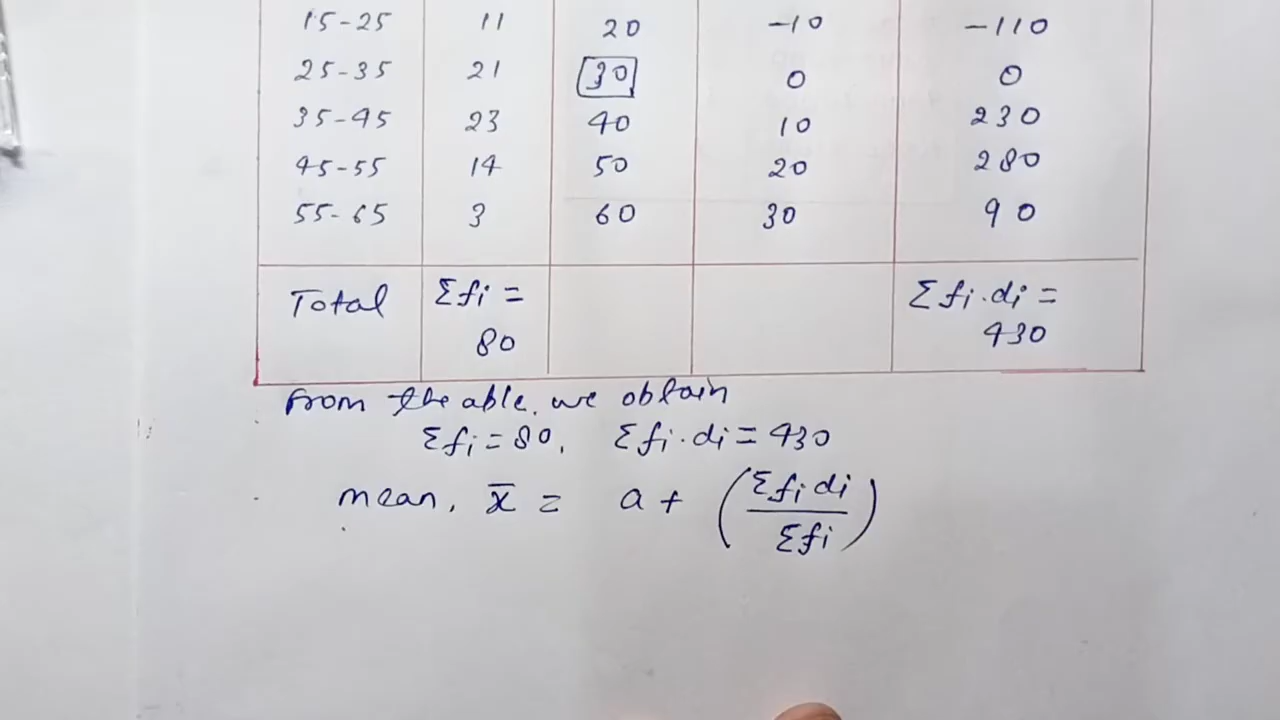 15-25 11 20 -10 -110
25-35 21 30 0 0
35-45 23 40 10 230
45-55 14 50 20 280
55-65 3 60 30 90
Total Σfi = 80 Σfi.di = 430
From the able, we obtain
Σfi = 80, Σfi.di = 430
mean, x̄ = a + (Σfidi / Σfi)